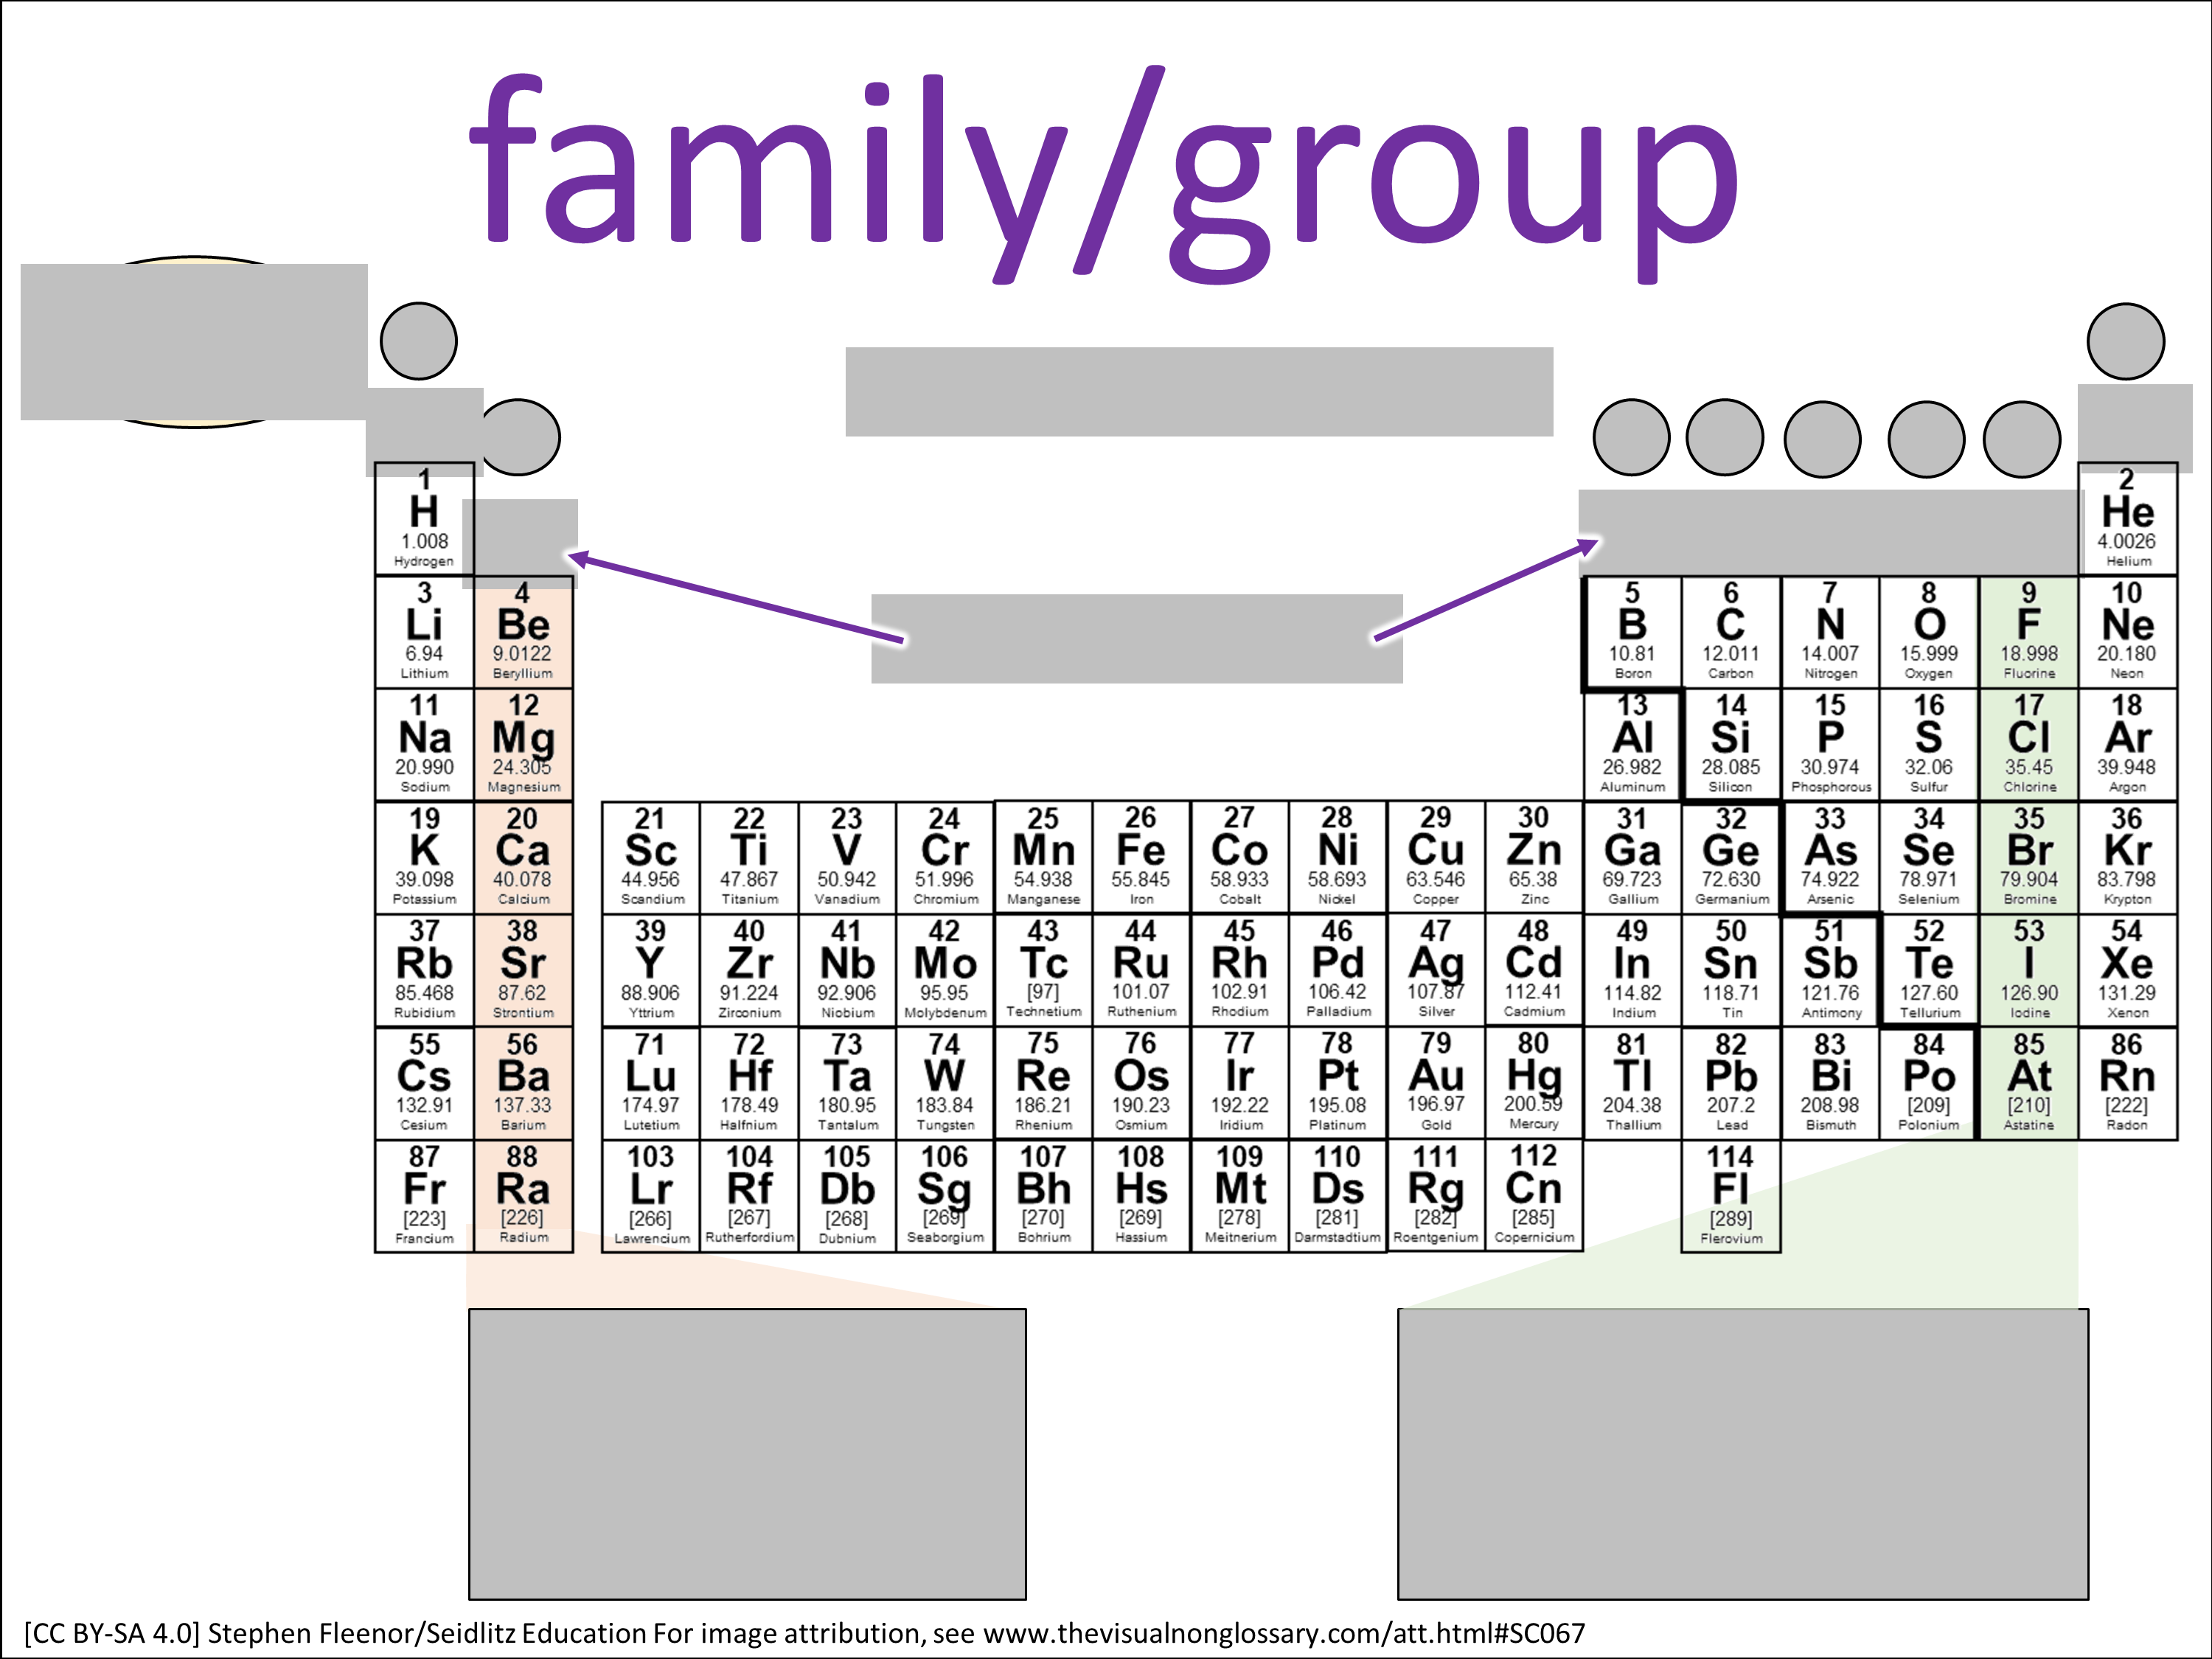 family/group
1 2
H He
1.008 4.0026
Hydrogen Helium
3 4 5 6 7 8 9 10
Li Be B C N O F Ne
6.94 9.0122 10.81 12.011 14.007 15.999 18.998 20.180
Lithium Beryllium Boron Carbon Nitrogen Oxygen Fluorine Neon
11 12 13 14 15 16 17 18
Na Mg Al Si P S Cl Ar
20.990 24.305 26.982 28.085 30.974 32.06 35.45 39.948
Sodium Magnesium Aluminum Silicon Phosphorous Sulfur Chlorine Argon
19 20 21 22 23 24 25 26 27 28 29 30 31 32 33 34 35 36
K Ca Sc Ti V Cr Mn Fe Co Ni Cu Zn Ga Ge As Se Br Kr
39.098 40.078 44.956 47.867 50.942 51.996 54.938 55.845 58.933 58.693 63.546 65.38 69.723 72.630 74.922 78.971 79.904 83.798
Potassium Calcium Scandium Titanium Vanadium Chromium Manganese Iron Cobalt Nickel Copper Zinc Gallium Germanium Arsenic Selenium Bromine Krypton
37 38 39 40 41 42 43 44 45 46 47 48 49 50 51 52 53 54
Rb Sr Y Zr Nb Mo Tc Ru Rh Pd Ag Cd In Sn Sb Te I Xe
85.468 87.62 88.906 91.224 92.906 95.95 [97] 101.07 102.91 106.42 107.87 112.41 114.82 118.71 121.76 127.60 126.90 131.29
Rubidium Strontium Yttrium Zirconium Niobium Molybdenum Technetium Ruthenium Rhodium Palladium Silver Cadmium Indium Tin Antimony Tellurium Iodine Xenon
55 56 71 72 73 74 75 76 77 78 79 80 81 82 83 84 85 86
Cs Ba Lu Hf Ta W Re Os Ir Pt Au Hg Tl Pb Bi Po At Rn
132.91 137.33 174.97 178.49 180.95 183.84 186.21 190.23 192.22 195.08 196.97 200.59 204.38 207.2 208.98 [209] [210] [222]
Cesium Barium Lutetium Halfnium Tantalum Tungsten Rhenium Osmium Iridium Platinum Gold Mercury Thallium Lead Bismuth Polonium Astatine Radon
87 88 103 104 105 106 107 108 109 110 111 112 114
Fr Ra Lr Rf Db Sg Bh Hs Mt Ds Rg Cn Fl
[223] [226] [266] [267] [268] [269] [270] [269] [278] [281] [282] [285] [289]
Francium Radium Lawrencium Rutherfordium Dubnium Seaborgium Bohrium Hassium Meitnerium Darmstadtium Roentgenium Copernicium Flerovium
[CC BY-SA 4.0] Stephen Fleenor/Seidlitz Education For image attribution, see www.thevisualnonglossary.com/att.html#SC067